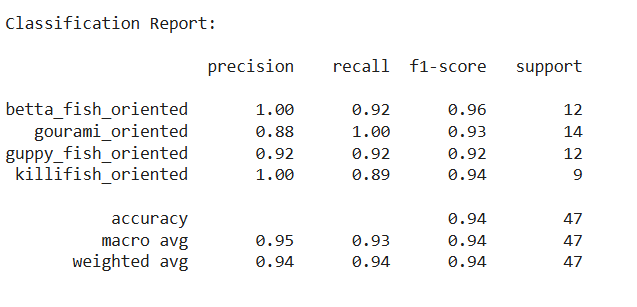 Classification Report:
precision recall f1-score support
betta_fish_oriented 1.00 0.92 0.96 12
gourami_oriented 0.88 1.00 0.93 14
guppy_fish_oriented 0.92 0.92 0.92 12
killifish_oriented 1.00 0.89 0.94 9
accuracy 0.94 47
macro avg 0.95 0.93 0.94 47
weighted avg 0.94 0.94 0.94 47